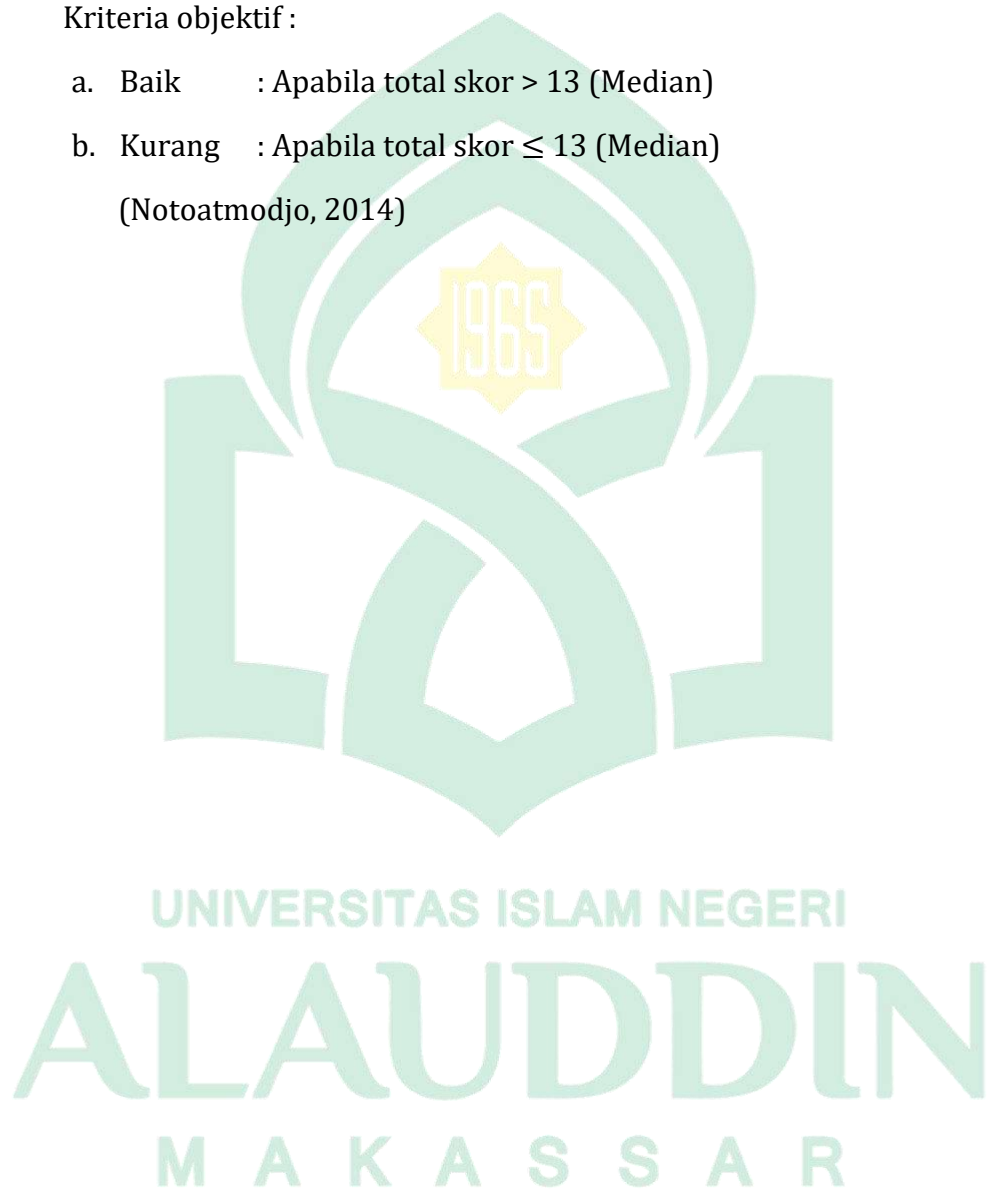 Kriteria objektif :
a. Baik : Apabila total skor > 13 (Median)
b. Kurang : Apabila total skor ≤ 13 (Median)
(Notoatmodjo, 2014)
1965
UNIVERSITAS ISLAM NEGERI
ALAUDDIN
MAKASSAR